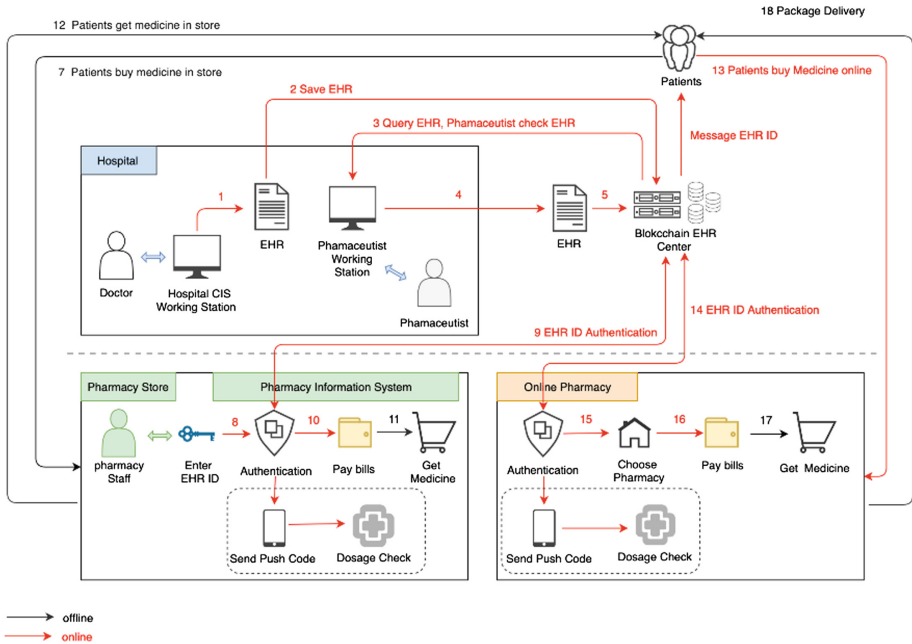 12 Patients get medicine in store
18 Package Delivery
7 Patients buy medicine in store
Patients
13 Patients buy Medicine online
2 Save EHR
3 Query EHR, Phamaceutist check EHR
Message EHR ID
Hospital
1
4
5
EHR
Phamaceutist
Working
Station
EHR
Blokcchain EHR
Center
Doctor
Hospital CIS
Working Station
Phamaceutist
14 EHR ID Authentication
9 EHR ID Authentication
Pharmacy Store
Pharmacy Information System
Online Pharmacy
8
10
11
15
16
17
pharmacy
Staff
Enter
EHR ID
Authentication
Pay bills
Get
Medicine
Authentication
Choose
Pharmacy
Pay bills
Get Medicine
Send Push Code
Dosage Check
Send Push Code
Dosage Check
offline
online